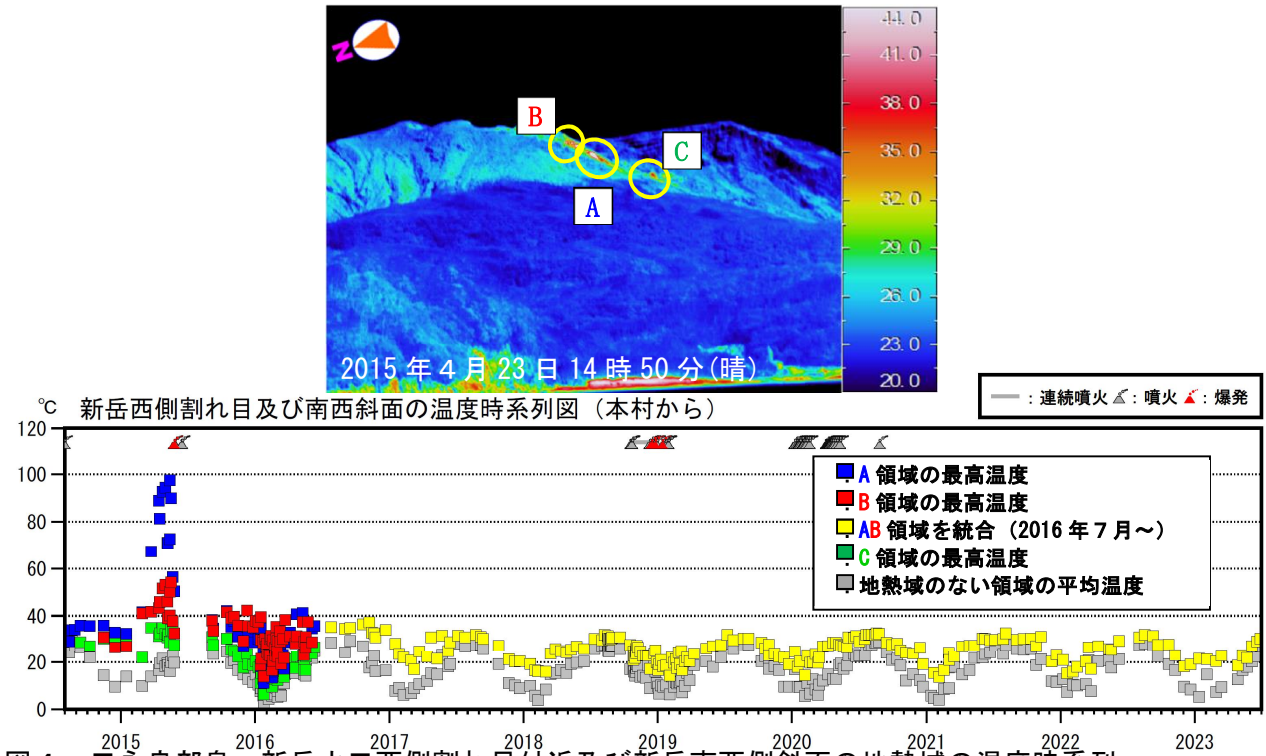 N
44.0
41.0
38.0
35.0
32.0
29.0
26.0
23.0
20.0
B
C
A
2015年4月23日14時50分(晴)
：連続噴火 ：噴火 ：爆発
℃ 新岳西側割れ目及び南西斜面の温度時系列図（本村から）
120
100
80
60
40
20
0
：A 領域の最高温度
：B 領域の最高温度
：AB 領域を統合（2016年７月～）
：C 領域の最高温度
：地熱域のない領域の平均温度
2015 2016 2017 2018 2019 2020 2021 2022 2023